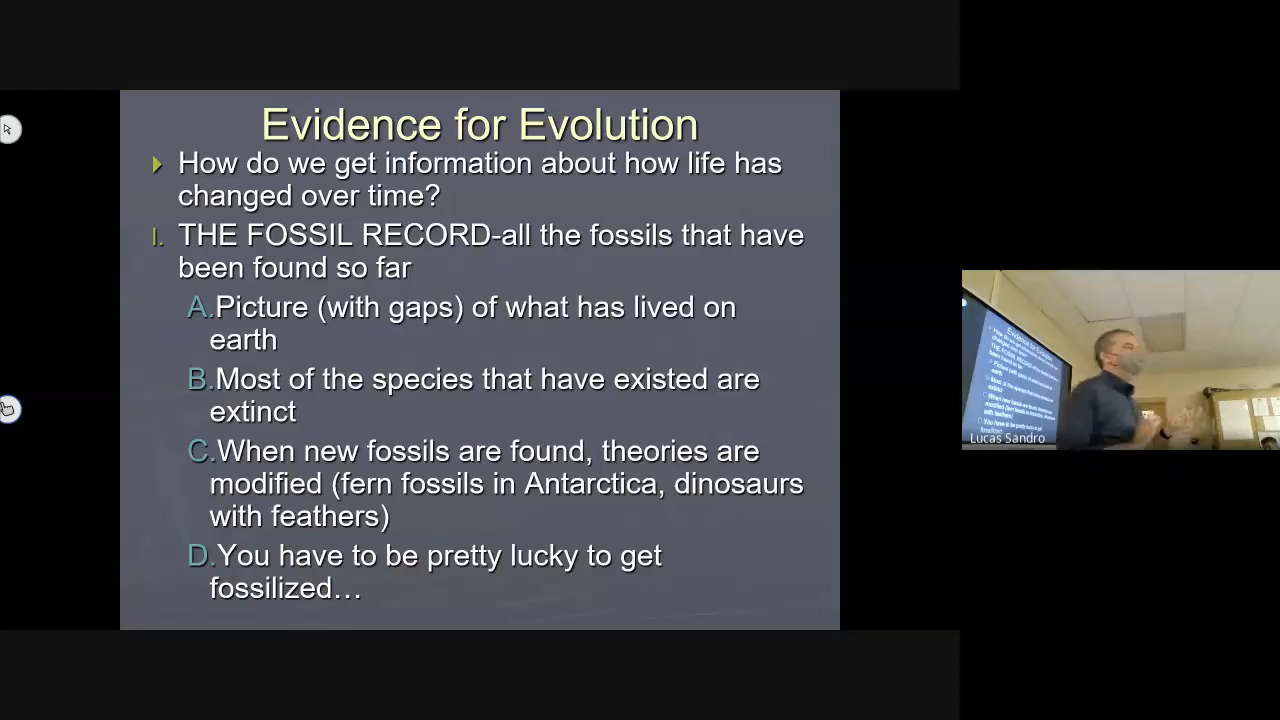 Evidence for Evolution
How do we get information about how life has
changed over time?
I. THE FOSSIL RECORD-all the fossils that have
been found so far
A.Picture (with gaps) of what has lived on
earth
B.Most of the species that have existed are
extinct
C.When new fossils are found, theories are
modified (fern fossils in Antarctica, dinosaurs
with feathers)
D.You have to be pretty lucky to get
fossilized…
Evidence for Evolution
Lucas Sandro